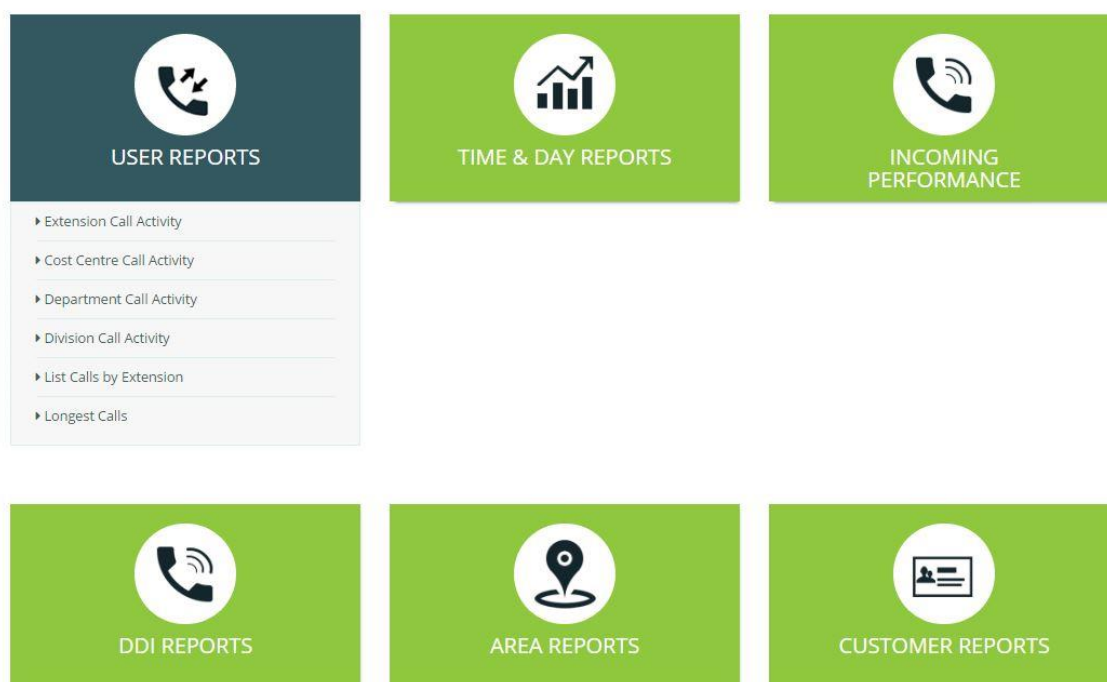 USER REPORTS
Extension Call Activity
Cost Centre Call Activity
Department Call Activity
Division Call Activity
List Calls by Extension
Longest Calls
TIME & DAY REPORTS
INCOMING
PERFORMANCE
DDI REPORTS
AREA REPORTS
CUSTOMER REPORTS